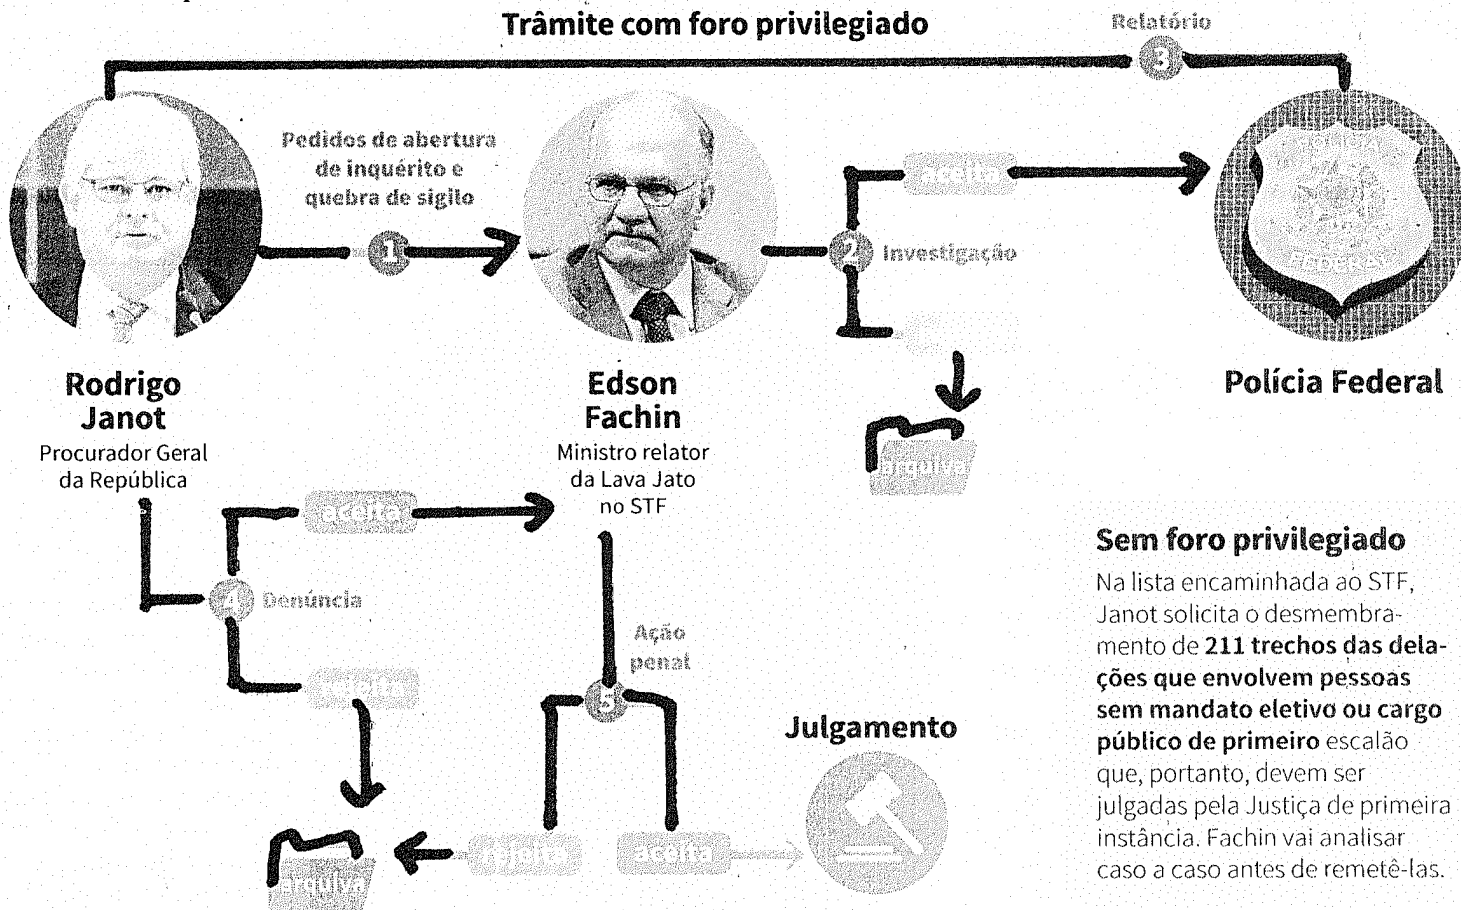 Trâmite com foro privilegiado
Relatório
3
Pedidos de abertura
de inquérito e
quebra de sigilo
1
aceita
2
Investigação
POLÍCIA
FEDERAL
Rodrigo
Janot
Procurador Geral
da República
Edson
Fachin
Ministro relator
da Lava Jato
no STF
Polícia Federal
arquiva
aceita
4
Denúncia
rejeita
Ação
penal
5
Julgamento
arquiva
rejeita
aceita
Sem foro privilegiado
Na lista encaminhada ao STF,
Janot solicita o desmembra-
mento de 211 trechos das dela-
ções que envolvem pessoas
sem mandato eletivo ou cargo
público de primeiro escalão
que, portanto, devem ser
julgadas pela Justiça de primeira
instância. Fachin vai analisar
caso a caso antes de remetê-las.